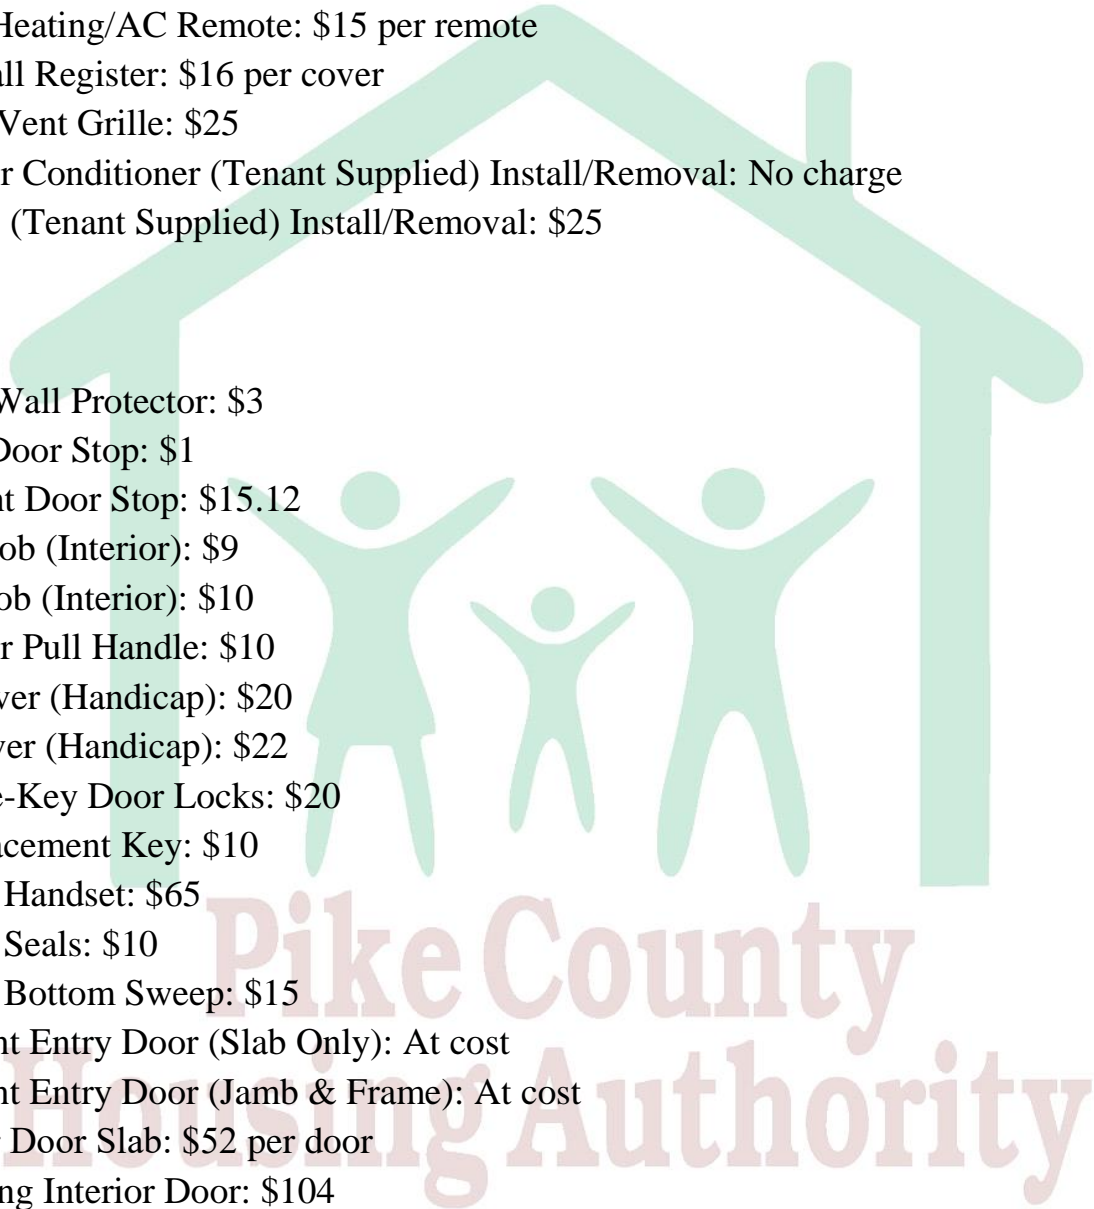 Heating/AC Remote: $15 per remote
all Register: $16 per cover
Vent Grille: $25
r Conditioner (Tenant Supplied) Install/Removal: No charge
(Tenant Supplied) Install/Removal: $25
Wall Protector: $3
Door Stop: $1
nt Door Stop: $15.12
ob (Interior): $9
ob (Interior): $10
r Pull Handle: $10
ver (Handicap): $20
ver (Handicap): $22
e-Key Door Locks: $20
acement Key: $10
Handset: $65
Seals: $10
Bottom Sweep: $15
nt Entry Door (Slab Only): At cost
nt Entry Door (Jamb & Frame): At cost
r Door Slab: $52 per door
ng Interior Door: $104
Pike County
Housing Authority